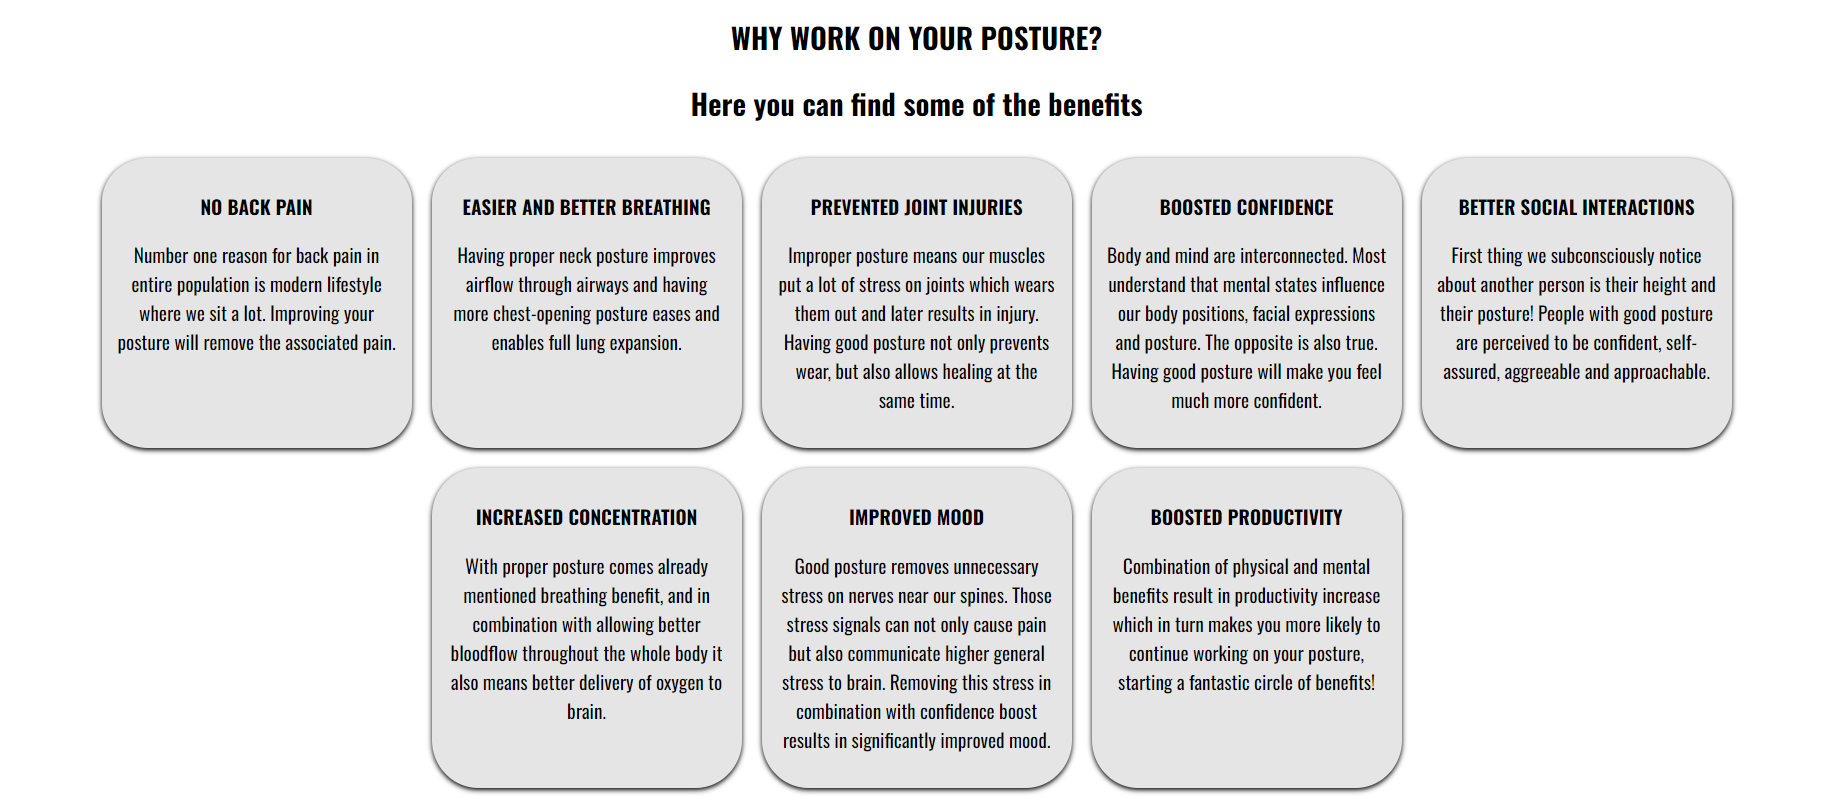 WHY WORK ON YOUR POSTURE?
Here you can find some of the benefits
NO BACK PAIN
Number one reason for back pain in
entire population is modern lifestyle
where we sit a lot. Improving your
posture will remove the associated pain.
EASIER AND BETTER BREATHING
Having proper neck posture improves
airflow through airways and having
more chest-opening posture eases and
enables full lung expansion.
PREVENTED JOINT INJURIES
Improper posture means our muscles
put a lot of stress on joints which wears
them out and later results in injury.
Having good posture not only prevents
wear, but also allows healing at the
same time.
BOOSTED CONFIDENCE
Body and mind are interconnected. Most
understand that mental states influence
our body positions, facial expressions
and posture. The opposite is also true.
Having good posture will make you feel
much more confident.
BETTER SOCIAL INTERACTIONS
First thing we subconsciously notice
about another person is their height and
their posture! People with good posture
are perceived to be confident, self-
assured, aggreeable and approachable.
INCREASED CONCENTRATION
With proper posture comes already
mentioned breathing benefit, and in
combination with allowing better
bloodflow throughout the whole body it
also means better delivery of oxygen to
brain.
IMPROVED MOOD
Good posture removes unnecessary
stress on nerves near our spines. Those
stress signals can not only cause pain
but also communicate higher general
stress to brain. Removing this stress in
combination with confidence boost
results in significantly improved mood.
BOOSTED PRODUCTIVITY
Combination of physical and mental
benefits result in productivity increase
which in turn makes you more likely to
continue working on your posture,
starting a fantastic circle of benefits!